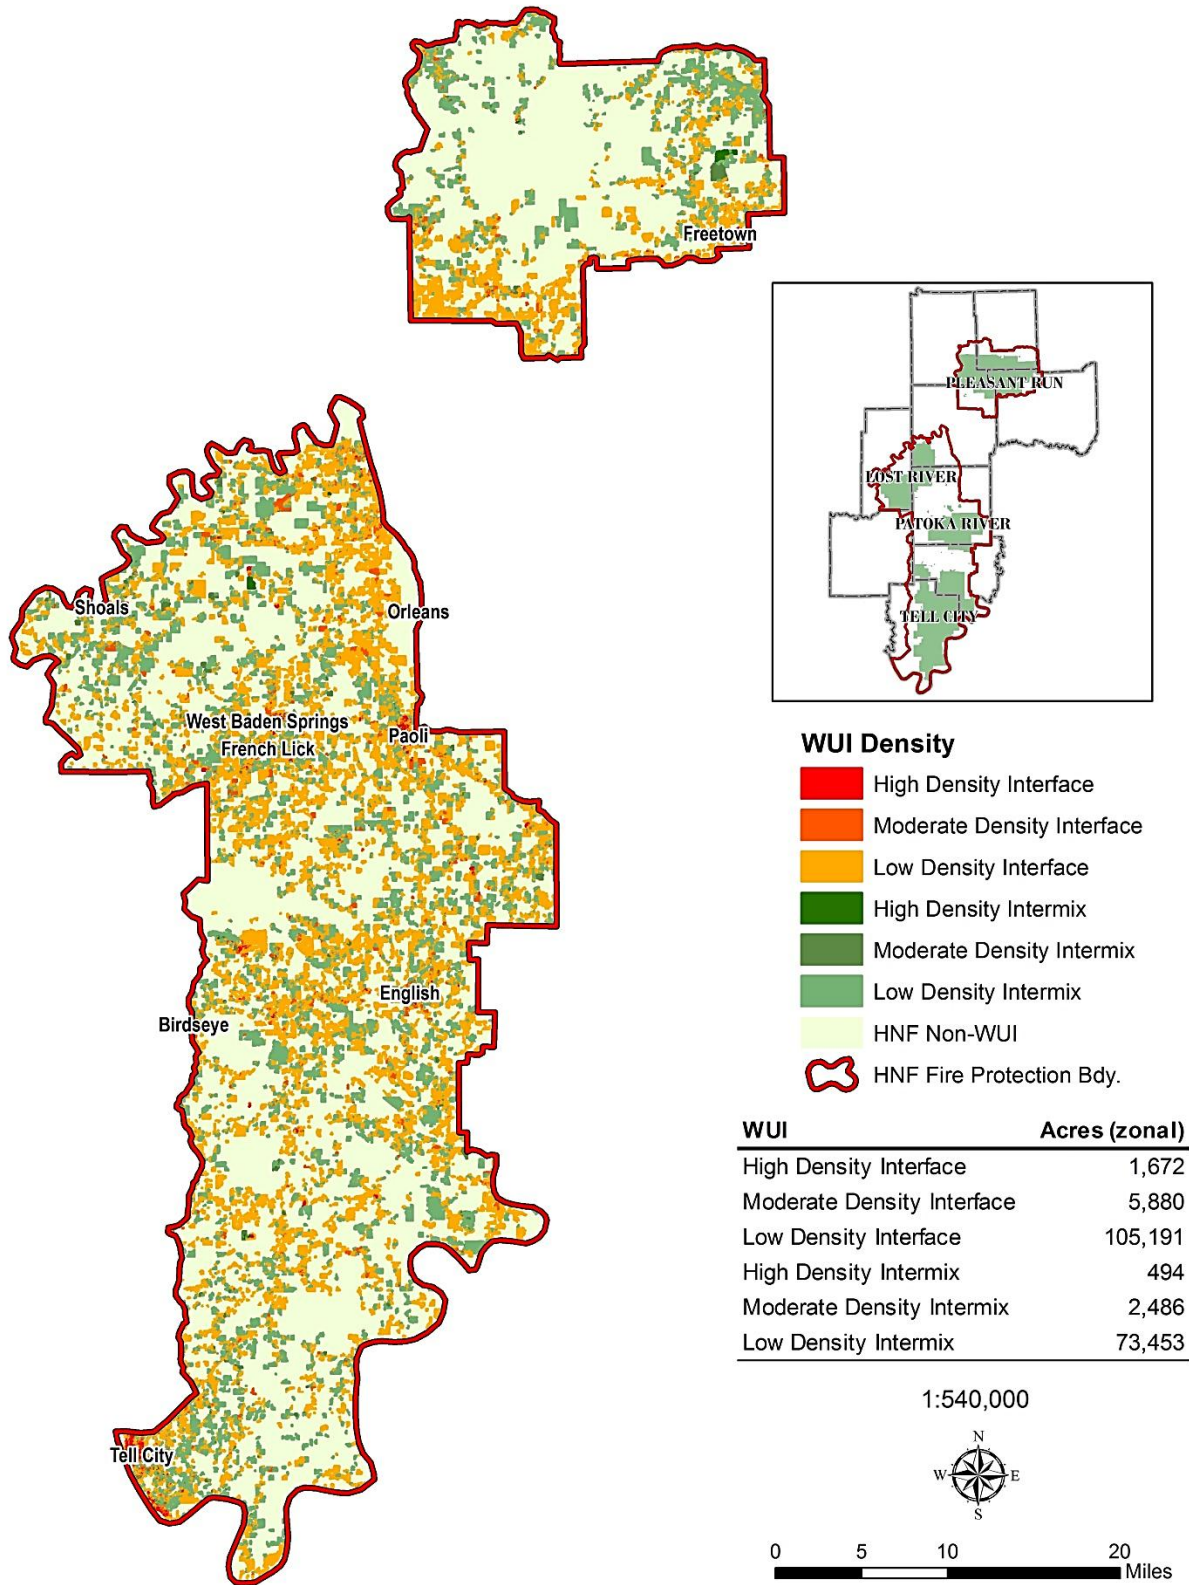 Freetown
Shoals
Orleans
West Baden Springs
French Lick
Paoli
English
Birdseye
Tell City
PLEASANT RUN
LOST RIVER
PATOKA RIVER
TELL CITY
WUI Density
High Density Interface
Moderate Density Interface
Low Density Interface
High Density Intermix
Moderate Density Intermix
Low Density Intermix
HNF Non-WUI
HNF Fire Protection Bdy.
WUI Acres (zonal)
High Density Interface 1,672
Moderate Density Interface 5,880
Low Density Interface 105,191
High Density Intermix 494
Moderate Density Intermix 2,486
Low Density Intermix 73,453
1:540,000
N
W E
S
0 5 10 20
Miles